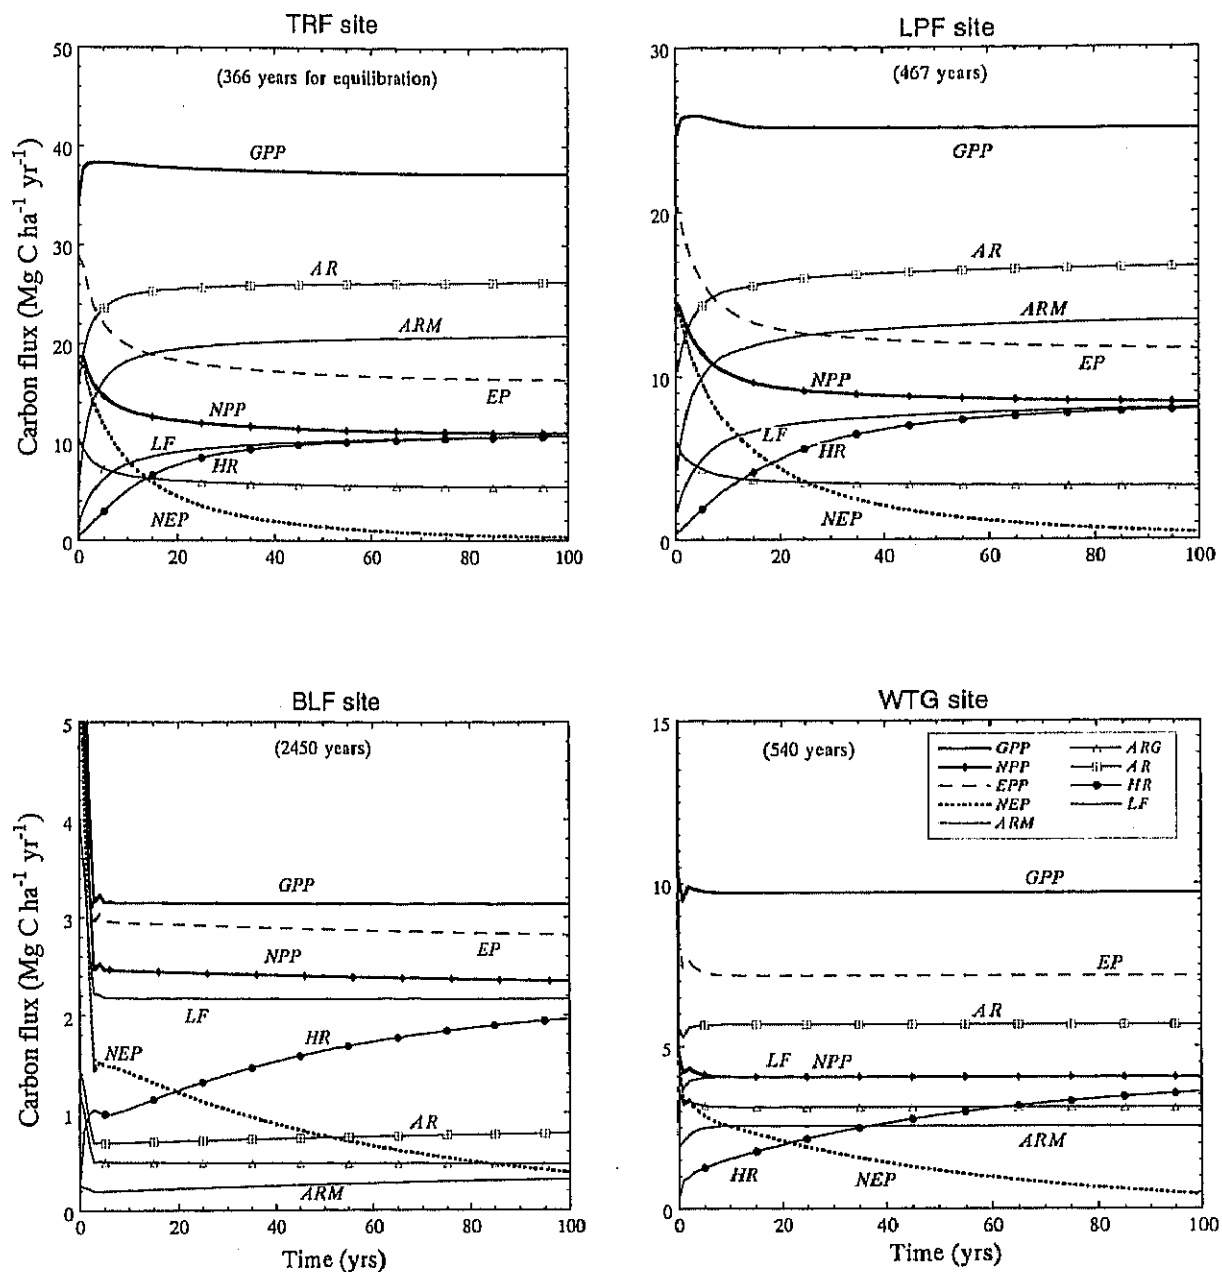 TRF site
50
40
30
20
10
0
0 20 40 60 80 100
Carbon flux (Mg C ha⁻¹ yr⁻¹)
(366 years for equilibration)
GPP
AR
ARM
EP
NPP
LF
HR
NEP
LPF site
30
20
10
0
0 20 40 60 80 100
(467 years)
GPP
AR
ARM
EP
NPP
LF
HR
NEP
BLF site
5
4
3
2
1
0
0 20 40 60 80 100
Carbon flux (Mg C ha⁻¹ yr⁻¹)
Time (yrs)
(2450 years)
GPP
EP
NPP
LF
HR
NEP
AR
ARM
WTG site
15
10
5
0
0 20 40 60 80 100
Time (yrs)
(540 years)
GPP ARG
NPP AR
EPP HR
NEP LF
ARM
GPP
EP
AR
LF NPP
ARM
HR
NEP